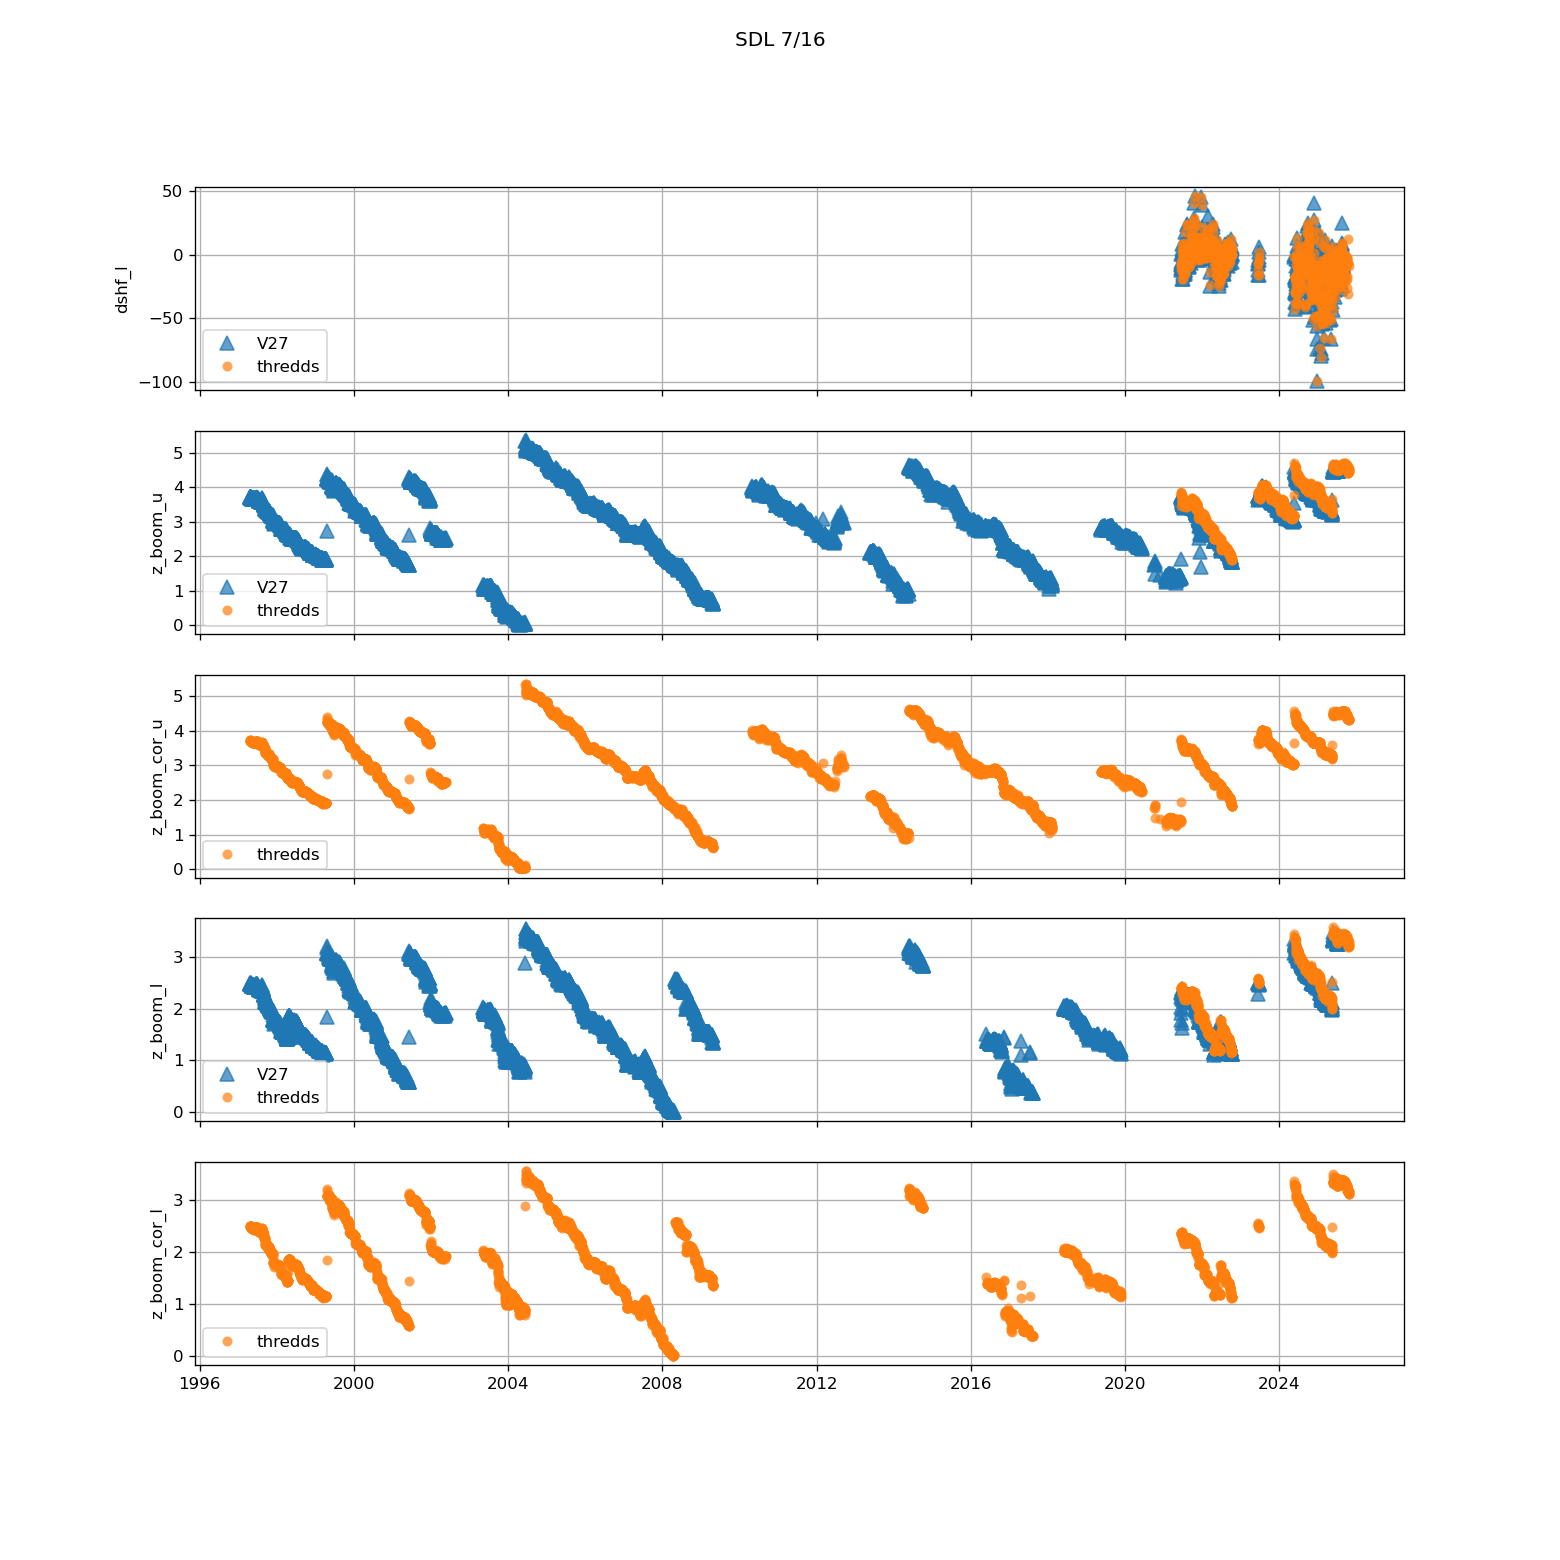 SDL 7/16
50
0
−50
−100
dshf_l
V27
thredds
5
4
3
2
1
0
z_boom_u
V27
thredds
5
4
3
2
1
0
z_boom_cor_u
thredds
3
2
1
0
z_boom_l
V27
thredds
3
2
1
0
z_boom_cor_l
thredds
1996 2000 2004 2008 2012 2016 2020 2024